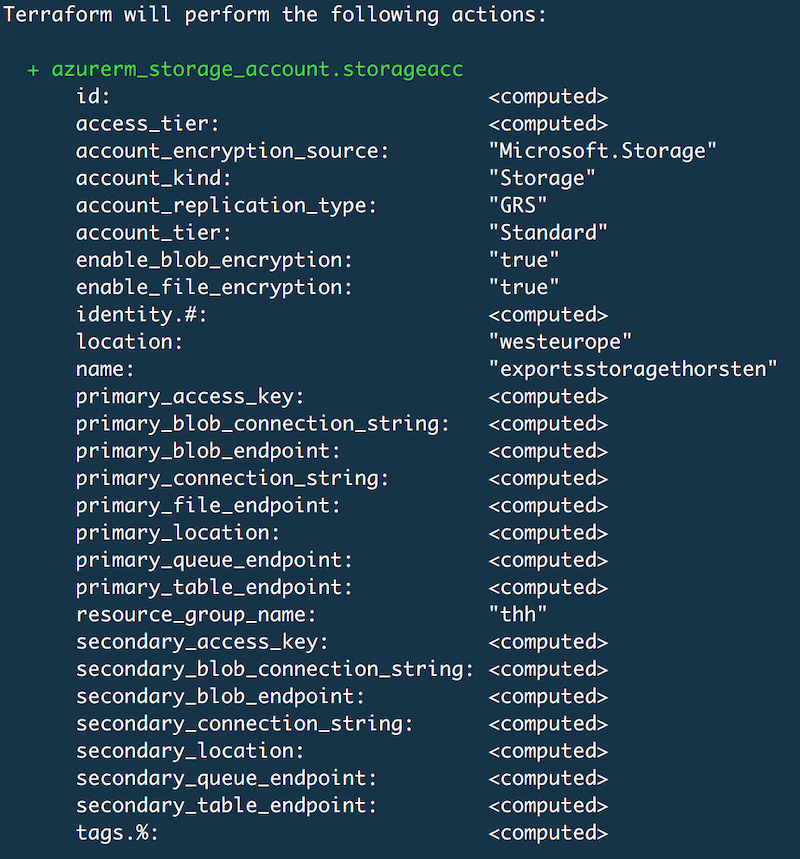 Terraform will perform the following actions:
+ azurerm_storage_account.storageacc
id: <computed>
access_tier: <computed>
account_encryption_source: "Microsoft.Storage"
account_kind: "Storage"
account_replication_type: "GRS"
account_tier: "Standard"
enable_blob_encryption: "true"
enable_file_encryption: "true"
identity.#: <computed>
location: "westeurope"
name: "exportsstoragethorsten"
primary_access_key: <computed>
primary_blob_connection_string: <computed>
primary_blob_endpoint: <computed>
primary_connection_string: <computed>
primary_file_endpoint: <computed>
primary_location: <computed>
primary_queue_endpoint: <computed>
primary_table_endpoint: <computed>
resource_group_name: "thh"
secondary_access_key: <computed>
secondary_blob_connection_string: <computed>
secondary_blob_endpoint: <computed>
secondary_connection_string: <computed>
secondary_location: <computed>
secondary_queue_endpoint: <computed>
secondary_table_endpoint: <computed>
tags.%: <computed>